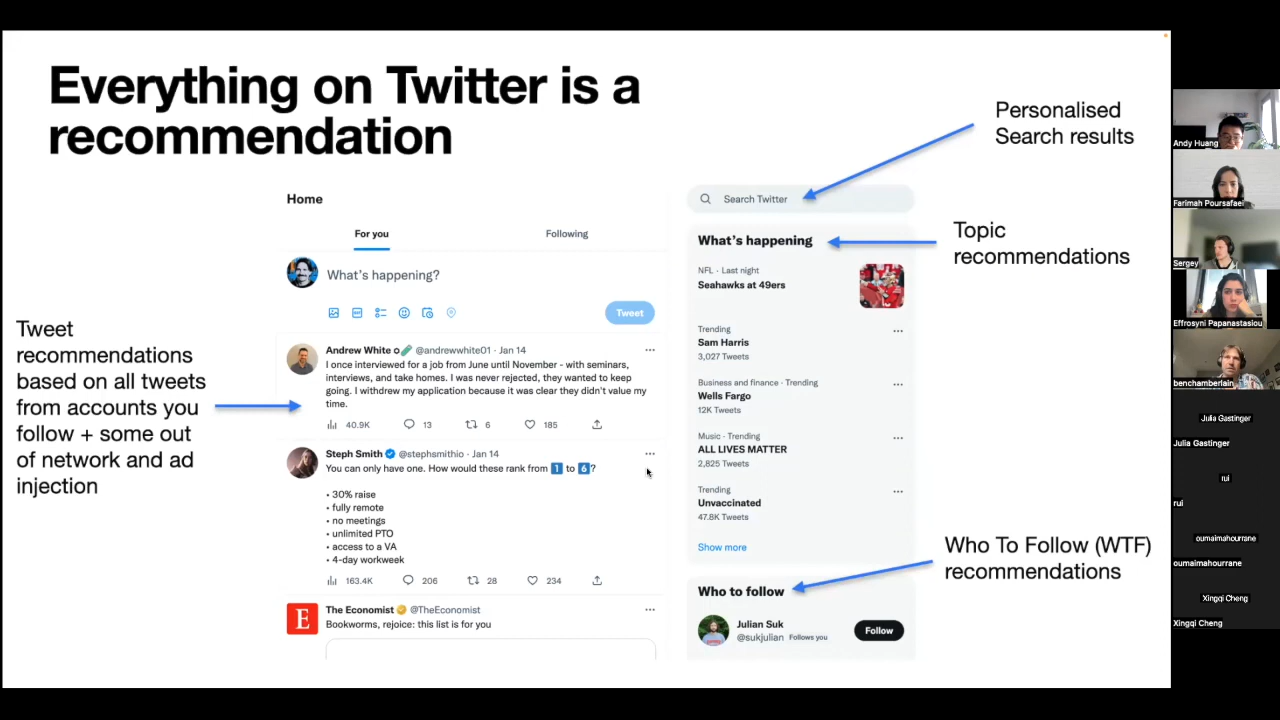 Everything on Twitter is a
recommendation
Personalised
Search results
Topic
recommendations
Tweet
recommendations
based on all tweets
from accounts you
follow + some out
of network and ad
injection
Who To Follow (WTF)
recommendations
Home
For you
Following
What's happening?
GIF
Tweet
Andrew White @andrewwhite01 · Jan 14
I once interviewed for a job from June until November - with seminars,
interviews, and take homes. I was never rejected, they wanted to keep
going. I withdrew my application because it was clear they didn't value my
time.
40.9K 13 6 185
Steph Smith @stephsmithio · Jan 14
You can only have one. How would these rank from 1 to 6?
• 30% raise
• fully remote
• no meetings
• unlimited PTO
• access to a VA
• 4-day workweek
163.4K 206 28 234
E
The Economist @TheEconomist
Bookworms, rejoice: this list is for you
Search Twitter
What's happening
NFL · Last night
Seahawks at 49ers
Trending
Sam Harris
3,027 Tweets
Business and finance · Trending
Wells Fargo
12K Tweets
Music · Trending
ALL LIVES MATTER
2,825 Tweets
Trending
Unvaccinated
47.8K Tweets
Show more
Who to follow
Julian Suk
@sukjulian Follows you
Follow
Andy Huang
Farimah Poursafaei
Sergey
Effrosyni Papanastasiou
benchamberlain
Julia Gastinger
Julia Gastinger
rui
rui
oumaimahourrane
oumaimahourrane
Xingqi Cheng
Xingqi Cheng